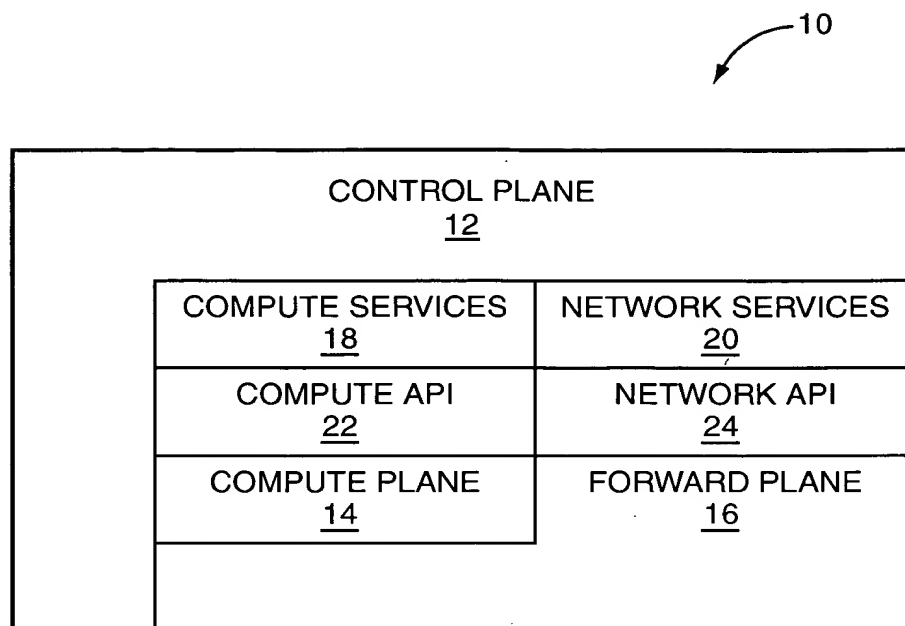 10
CONTROL PLANE
12
COMPUTE SERVICES
18
NETWORK SERVICES
20
COMPUTE API
22
NETWORK API
24
COMPUTE PLANE
14
FORWARD PLANE
16